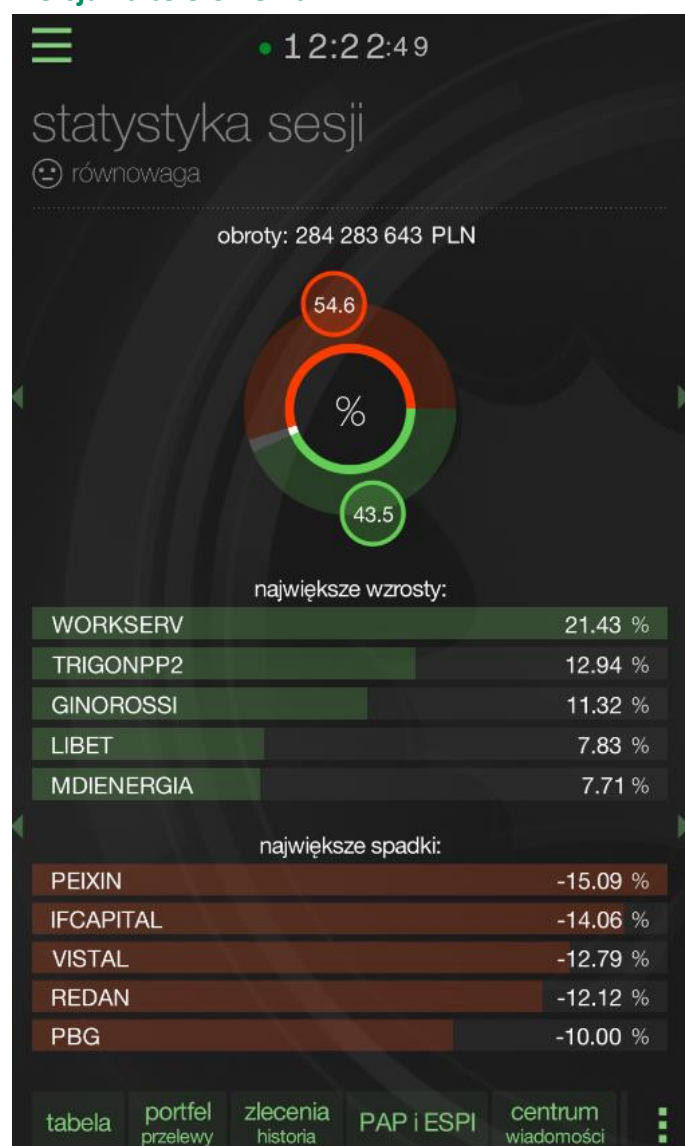 12:22:49
statystyka sesji
równowaga
obroty: 284 283 643 PLN
54.6
%
43.5
największe wzrosty:
WORKSERV 21.43 %
TRIGONPP2 12.94 %
GINOROSSI 11.32 %
LIBET 7.83 %
MDIENERGIA 7.71 %
największe spadki:
PEIXIN -15.09 %
IFCAPITAL -14.06 %
VISTAL -12.79 %
REDAN -12.12 %
PBG -10.00 %
tabela portfel zlecenia PAP i ESPI centrum
przelewy historia wiadomości